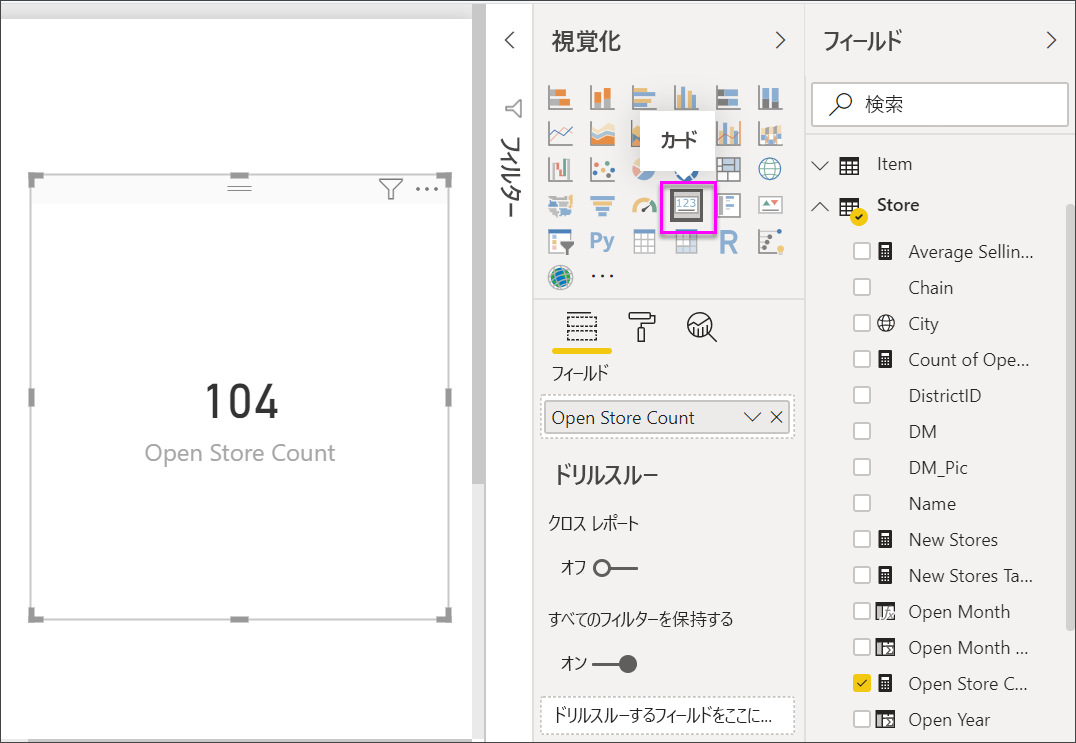 104
Open Store Count
フィルター
視覚化
カード
123
Py
R
フィールド
Open Store Count
ドリルスルー
クロス レポート
オフ
すべてのフィルターを保持する
オン
ドリルスルーするフィールドをここに...
フィールド
検索
Item
Store
Average Sellin...
Chain
City
Count of Ope...
DistrictID
DM
DM_Pic
Name
New Stores
New Stores Ta...
Open Month
Open Month ...
Open Store C...
Open Year